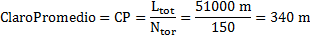 ClaroPromedio = CP = L_tot / N_tor = 51000 m / 150 = 340 m